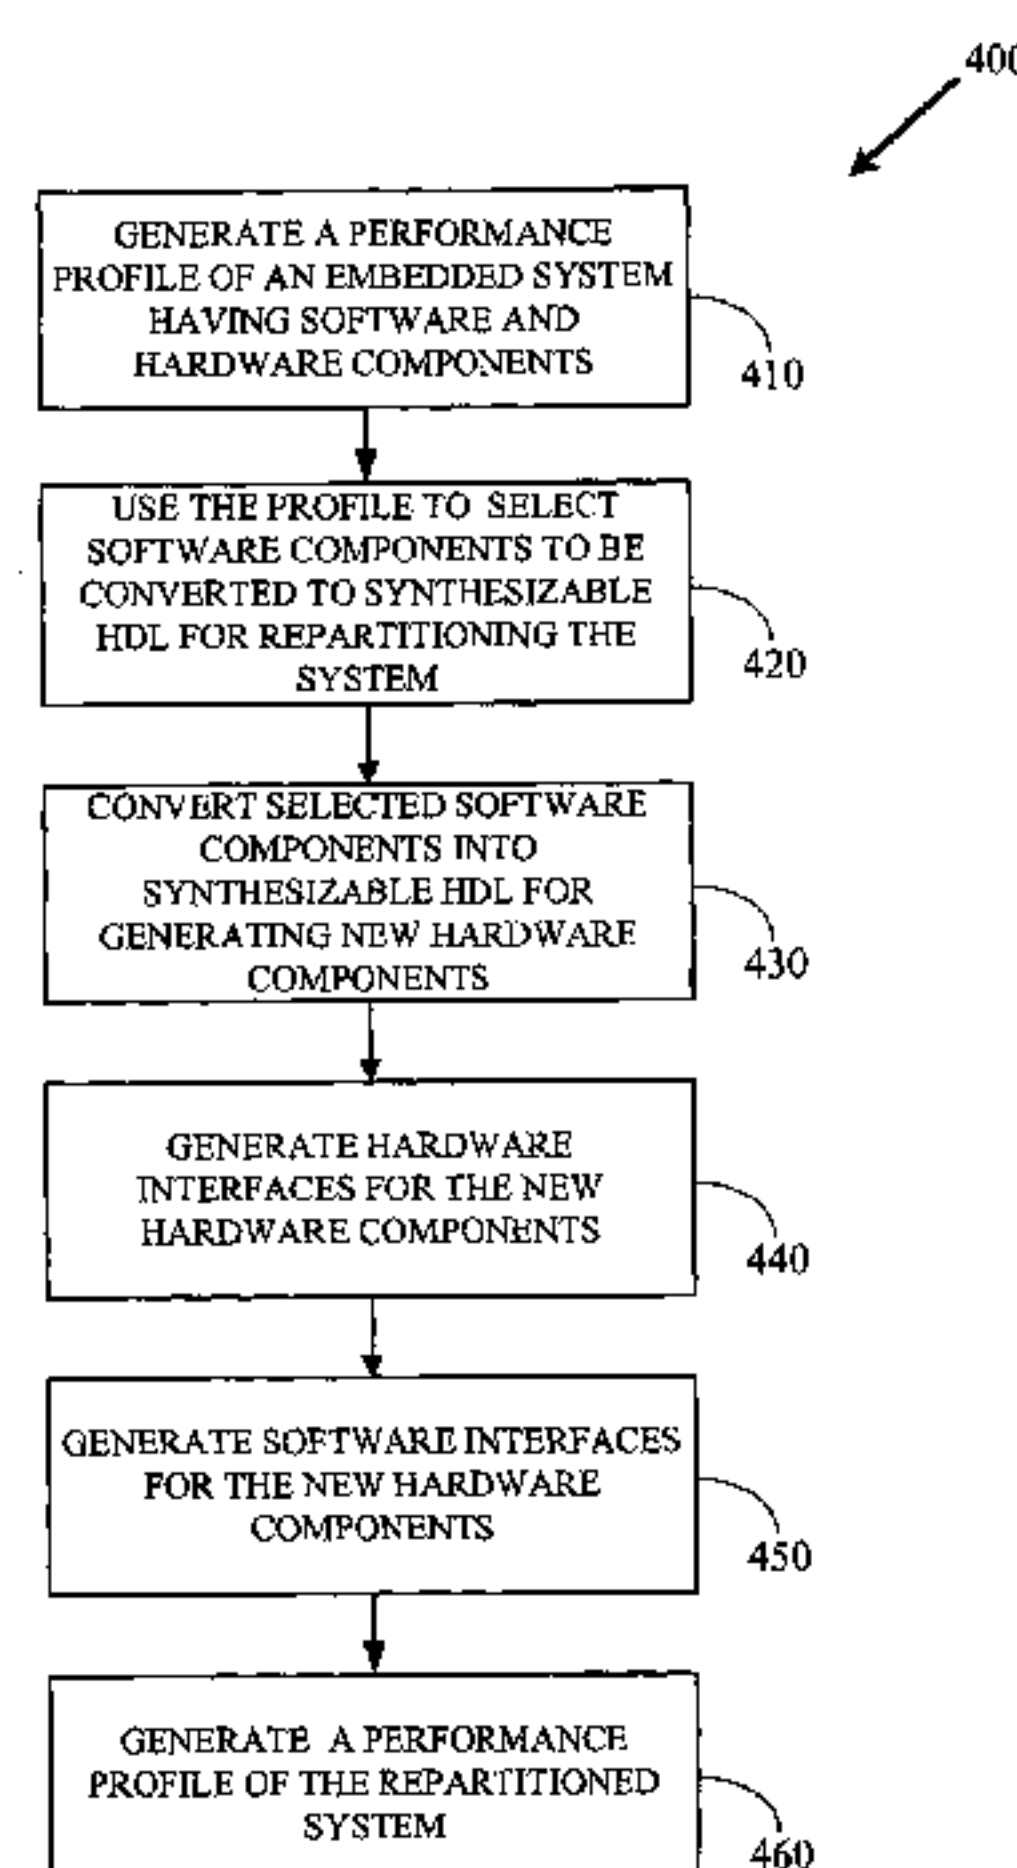 400
GENERATE A PERFORMANCE
PROFILE OF AN EMBEDDED SYSTEM
HAVING SOFTWARE AND
HARDWARE COMPONENTS
410
USE THE PROFILE TO SELECT
SOFTWARE COMPONENTS TO BE
CONVERTED TO SYNTHESIZABLE
HDL FOR REPARTITIONING THE
SYSTEM
420
CONVERT SELECTED SOFTWARE
COMPONENTS INTO
SYNTHESIZABLE HDL FOR
GENERATING NEW HARDWARE
COMPONENTS
430
GENERATE HARDWARE
INTERFACES FOR THE NEW
HARDWARE COMPONENTS
440
GENERATE SOFTWARE INTERFACES
FOR THE NEW HARDWARE
COMPONENTS
450
GENERATE A PERFORMANCE
PROFILE OF THE REPARTITIONED
SYSTEM
460